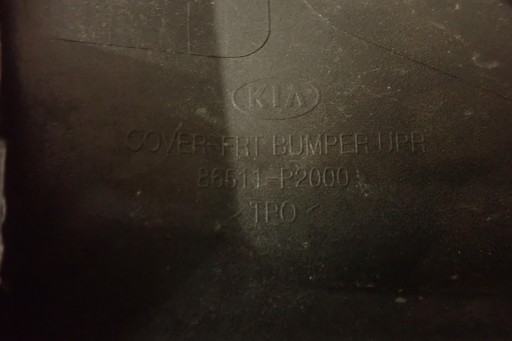 KIA
COVER-FRT BUMPER UPR
86511-P2000
<TPO<